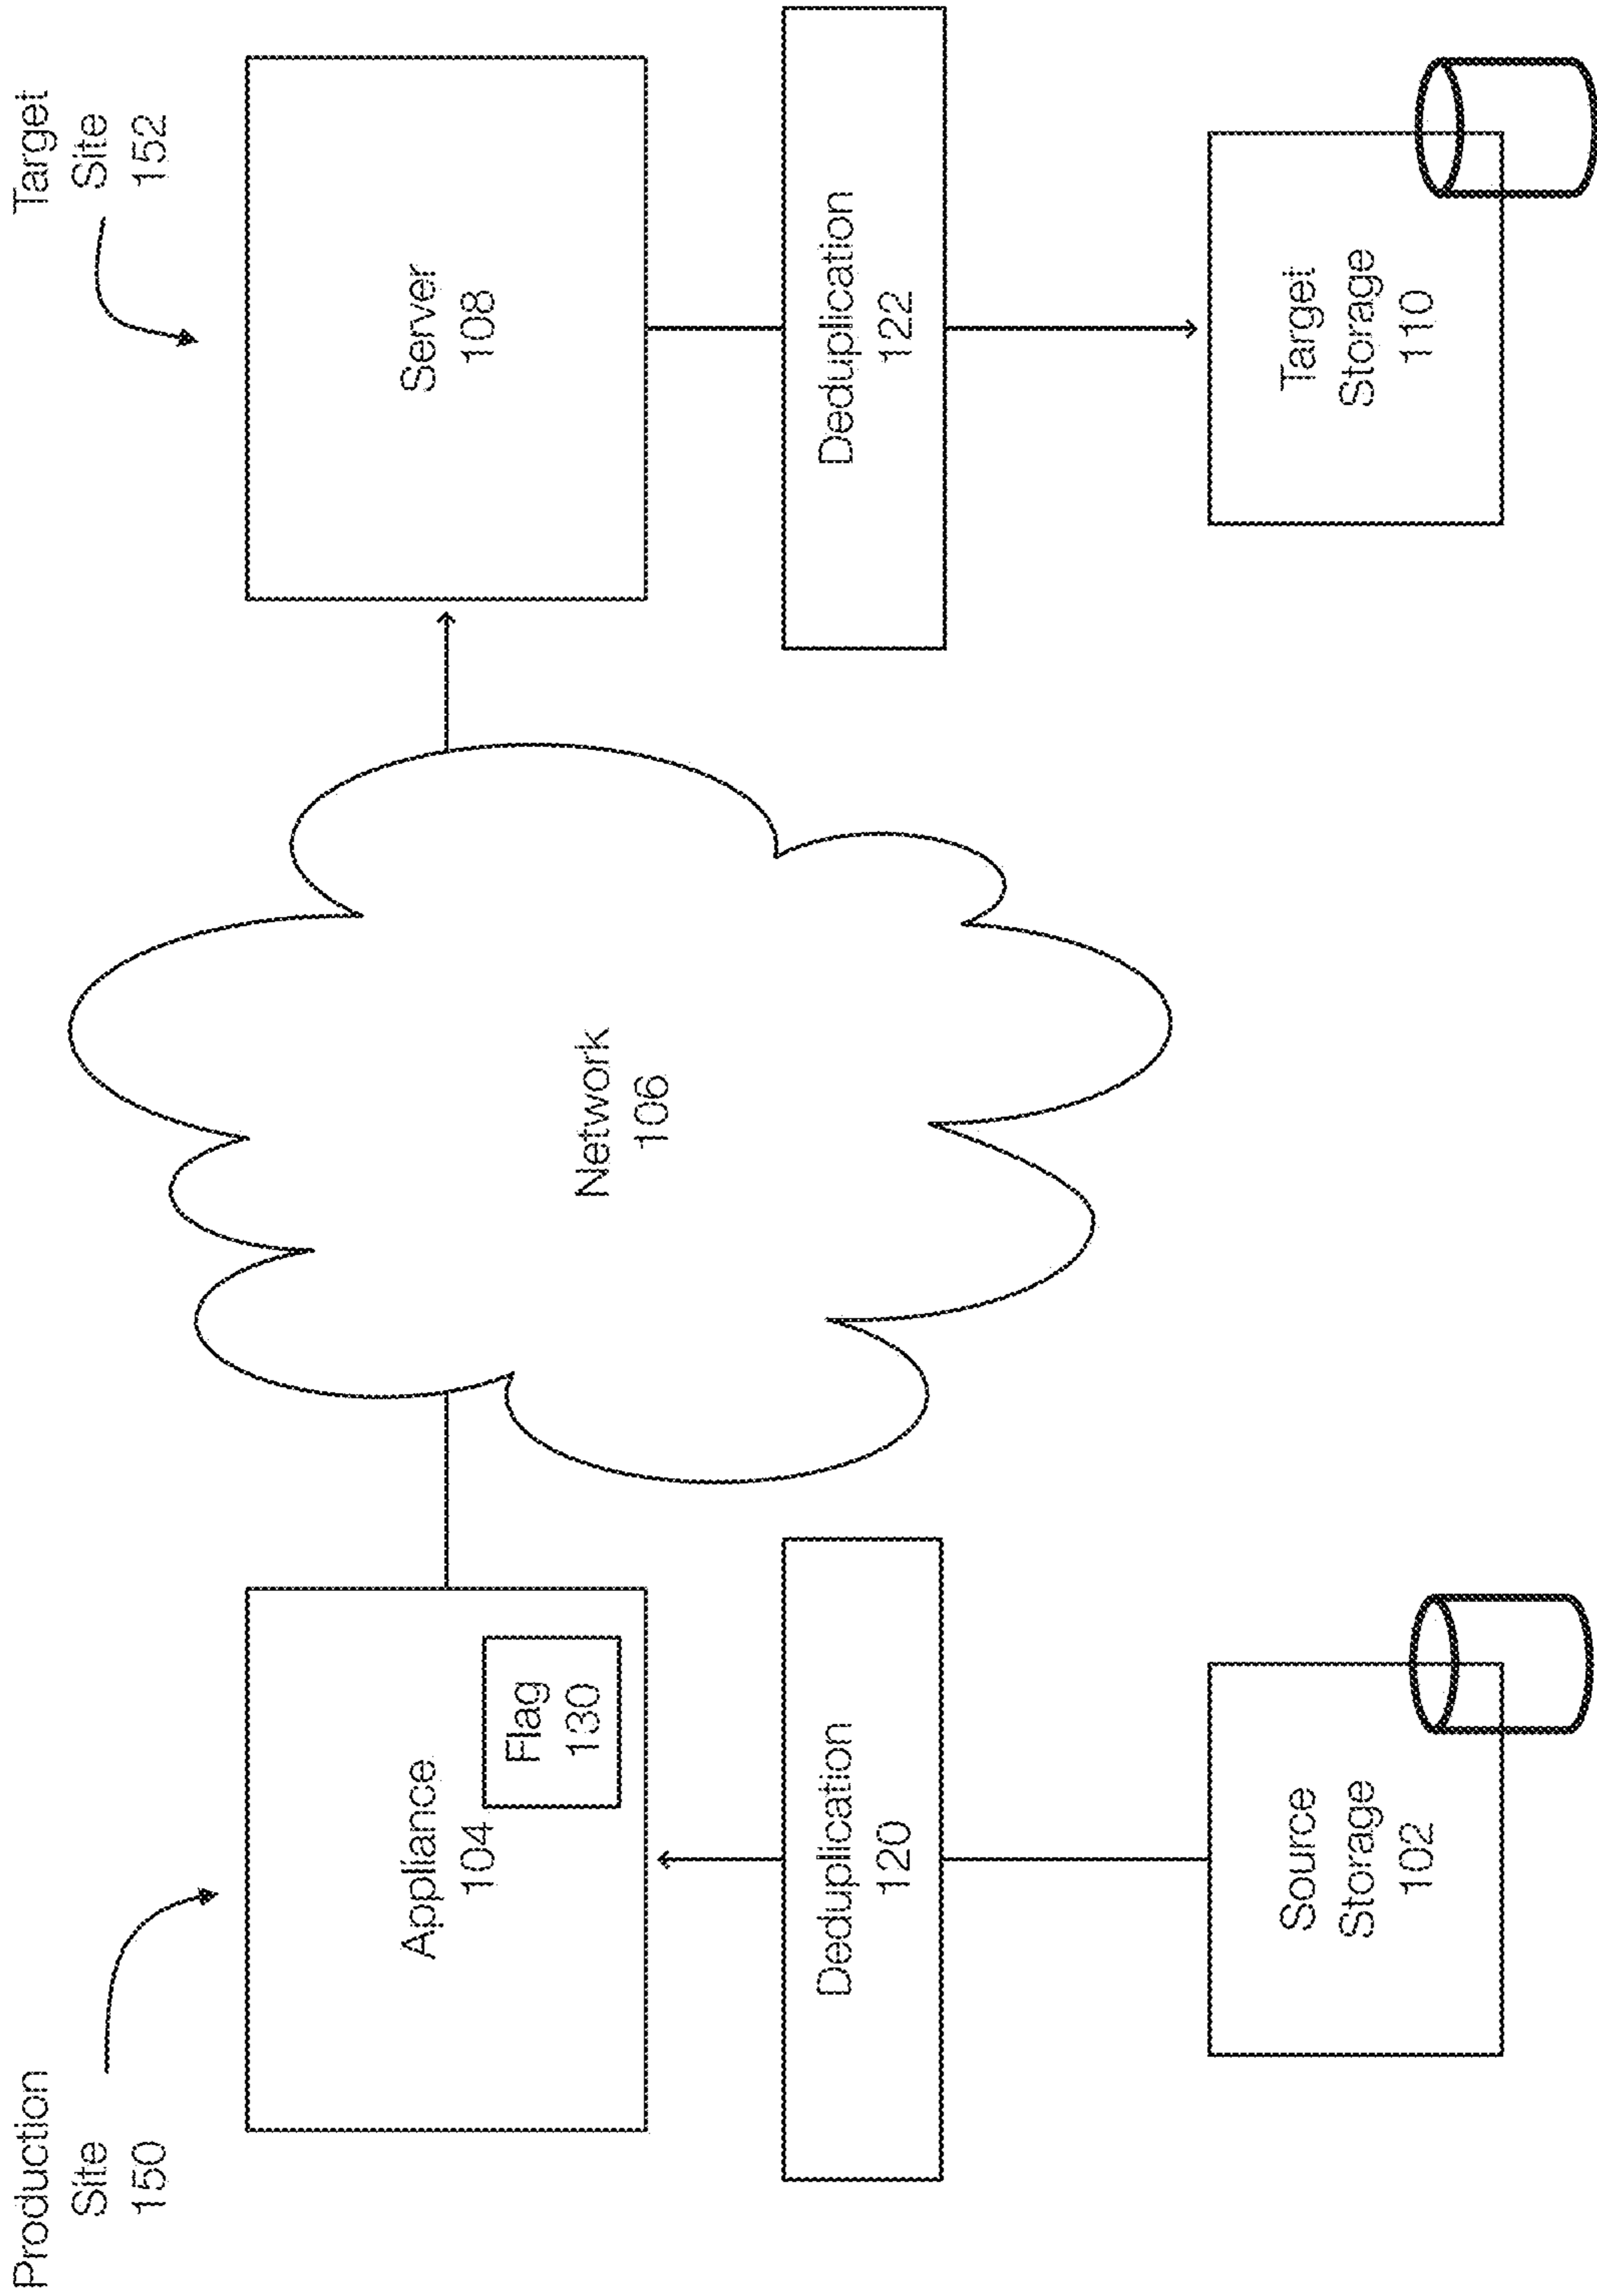 Production
Site
150
Target
Site
152
Appliance
104
Flag
130
Network
106
Server
108
Deduplication
120
Deduplication
122
Source
Storage
102
Target
Storage
110